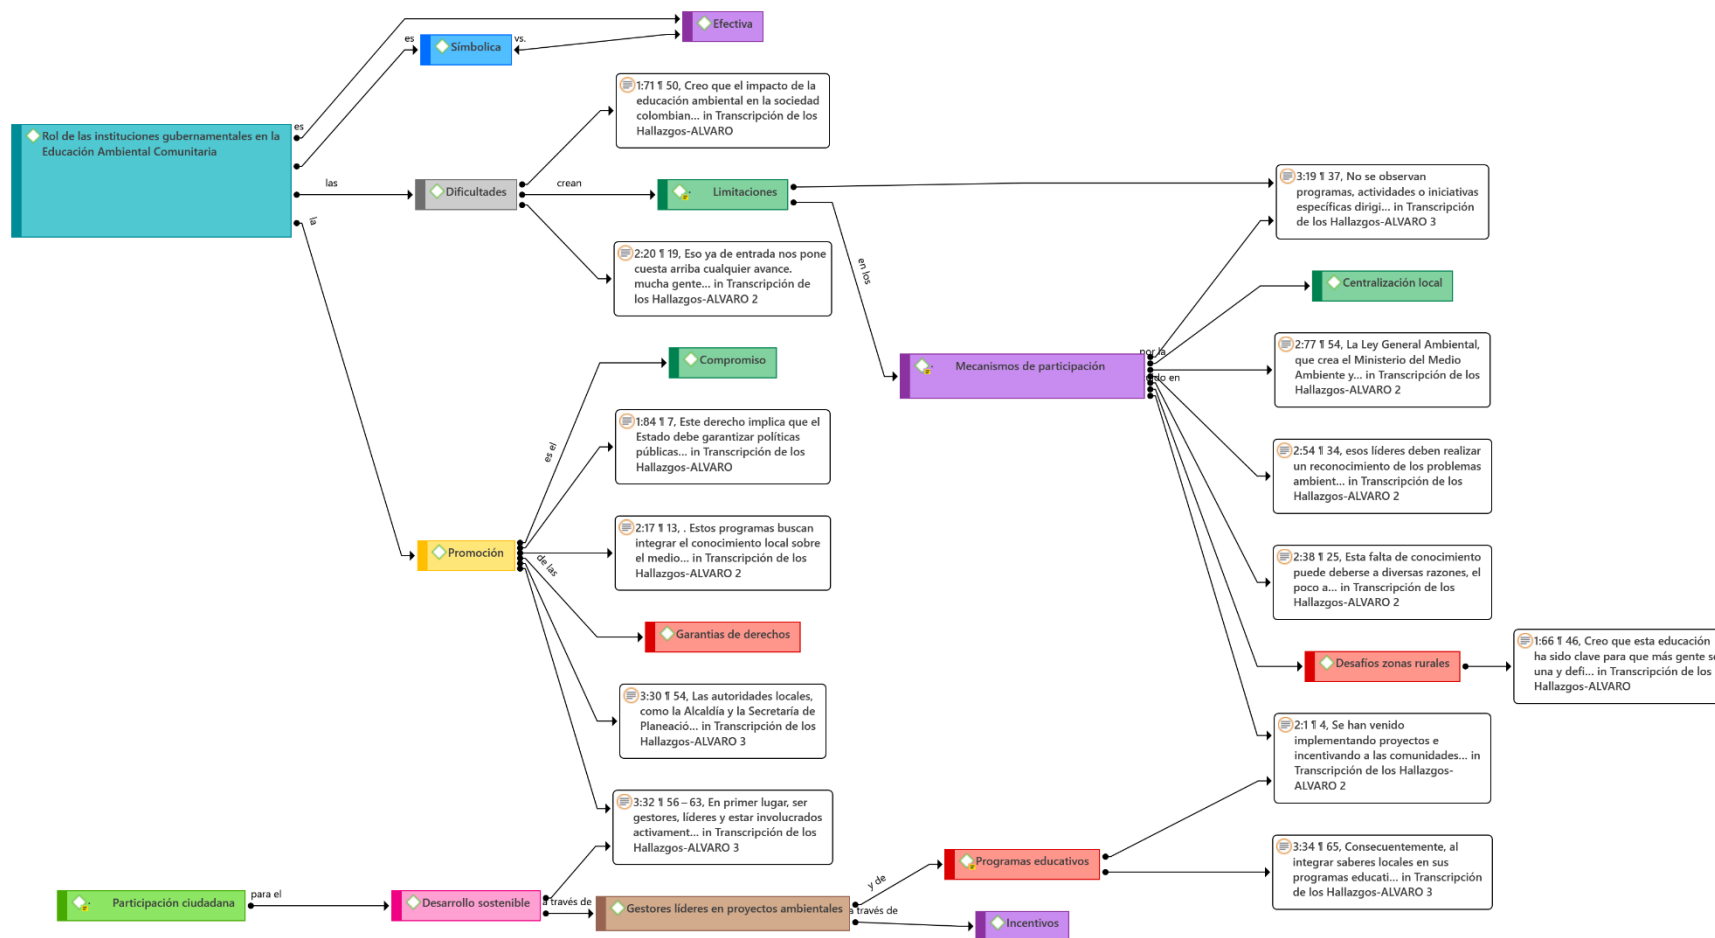 Efectiva
es
Símbolica
vs.
1:71 ¶ 50, Creo que el impacto de la
educación ambiental en la sociedad
colombian... in Transcripción de los
Hallazgos-ALVARO
es
Rol de las instituciones gubernamentales en la
Educación Ambiental Comunitaria
las
Dificultades
crean
Limitaciones
3:19 ¶ 37, No se observan
programas, actividades o iniciativas
específicas dirigi... in Transcripción
de los Hallazgos-ALVARO 3
la
2:20 ¶ 19, Eso ya de entrada nos pone
cuesta arriba cualquier avance.
mucha gente... in Transcripción de
los Hallazgos-ALVARO 2
en los
Centralización local
Compromiso
Mecanismos de participación
por la
2:77 ¶ 54, La Ley General Ambiental,
que crea el Ministerio del Medio
Ambiente y... in Transcripción de los
Hallazgos-ALVARO 2
en
es el
1:84 ¶ 7, Este derecho implica que el
Estado debe garantizar políticas
públicas... in Transcripción de los
Hallazgos-ALVARO
2:54 ¶ 34, esos líderes deben realizar
un reconocimiento de los problemas
ambient... in Transcripción de los
Hallazgos-ALVARO 2
Promoción
2:17 ¶ 13, . Estos programas buscan
integrar el conocimiento local sobre
el medio... in Transcripción de los
Hallazgos-ALVARO 2
de las
2:38 ¶ 25, Esta falta de conocimiento
puede deberse a diversas razones, el
poco a... in Transcripción de los
Hallazgos-ALVARO 2
Garantias de derechos
Desafíos zonas rurales
1:66 ¶ 46, Creo que esta educación
ha sido clave para que más gente se
una y defi... in Transcripción de los
Hallazgos-ALVARO
3:30 ¶ 54, Las autoridades locales,
como la Alcaldía y la Secretaría de
Planeació... in Transcripción de los
Hallazgos-ALVARO 3
2:1 ¶ 4, Se han venido
implementando proyectos e
incentivando a las comunidades... in
Transcripción de los Hallazgos-
ALVARO 2
3:32 ¶ 56 – 63, En primer lugar, ser
gestores, líderes y estar involucrados
activament... in Transcripción de los
Hallazgos-ALVARO 3
3:34 ¶ 65, Consecuentemente, al
integrar saberes locales en sus
programas educati... in Transcripción
de los Hallazgos-ALVARO 3
Participación ciudadana
para el
Desarrollo sostenible
a través de
Gestores líderes en proyectos ambientales
y de
Programas educativos
a través de
Incentivos